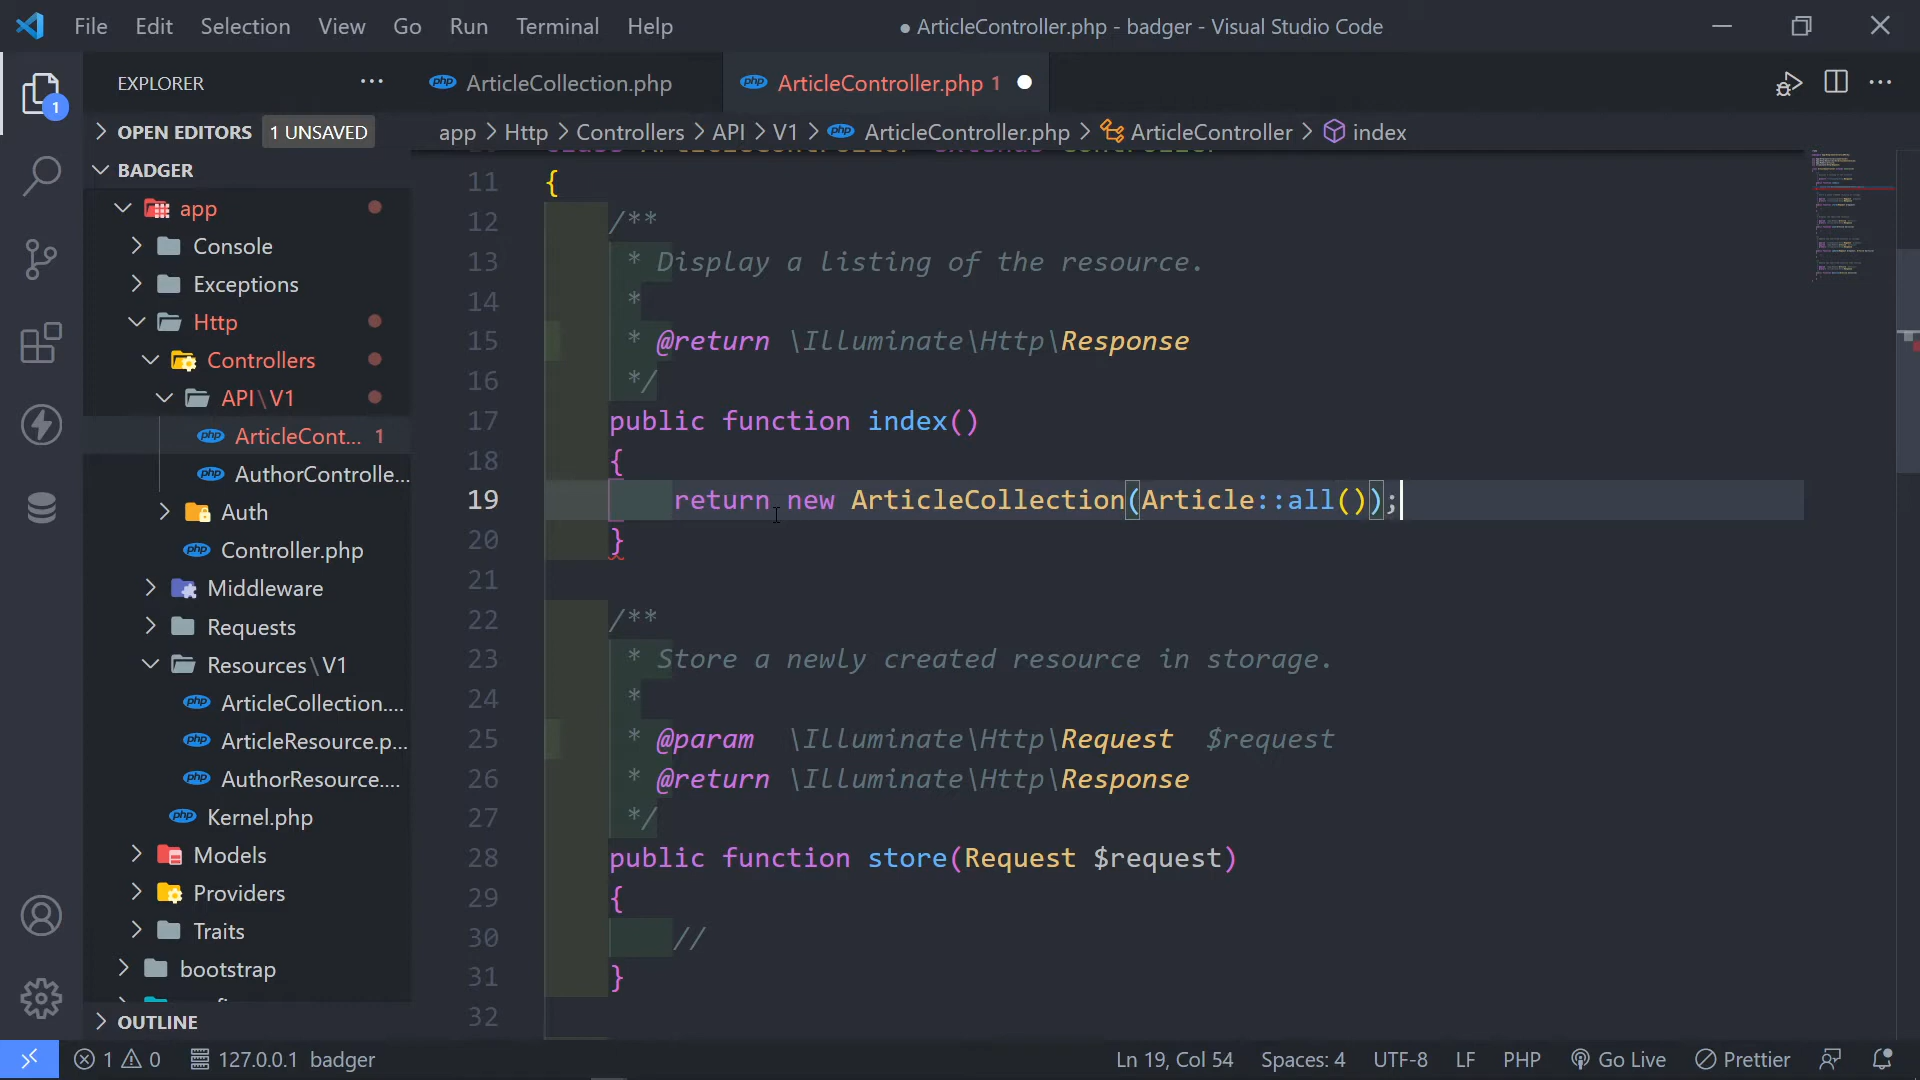 File Edit Selection View Go Run Terminal Help
● ArticleController.php - badger - Visual Studio Code
EXPLORER
OPEN EDITORS 1 UNSAVED
BADGER
app
Console
Exceptions
Http
Controllers
API\V1
ArticleCont... 1
AuthorControlle...
Auth
Controller.php
Middleware
Requests
Resources\V1
ArticleCollection....
ArticleResource.p...
AuthorResource....
Kernel.php
Models
Providers
Traits
bootstrap
OUTLINE
ArticleCollection.php
ArticleController.php 1
app > Http > Controllers > API > V1 > ArticleController.php > ArticleController > index
11 {
12 /**
13 * Display a listing of the resource.
14 *
15 * @return \Illuminate\Http\Response
16 */
17 public function index()
18 {
19 return new ArticleCollection(Article::all());
20 }
21
22 /**
23 * Store a newly created resource in storage.
24 *
25 * @param  \Illuminate\Http\Request  $request
26 * @return \Illuminate\Http\Response
27 */
28 public function store(Request $request)
29 {
30 //
31 }
32
1 0 127.0.0.1 badger Ln 19, Col 54 Spaces: 4 UTF-8 LF PHP Go Live Prettier